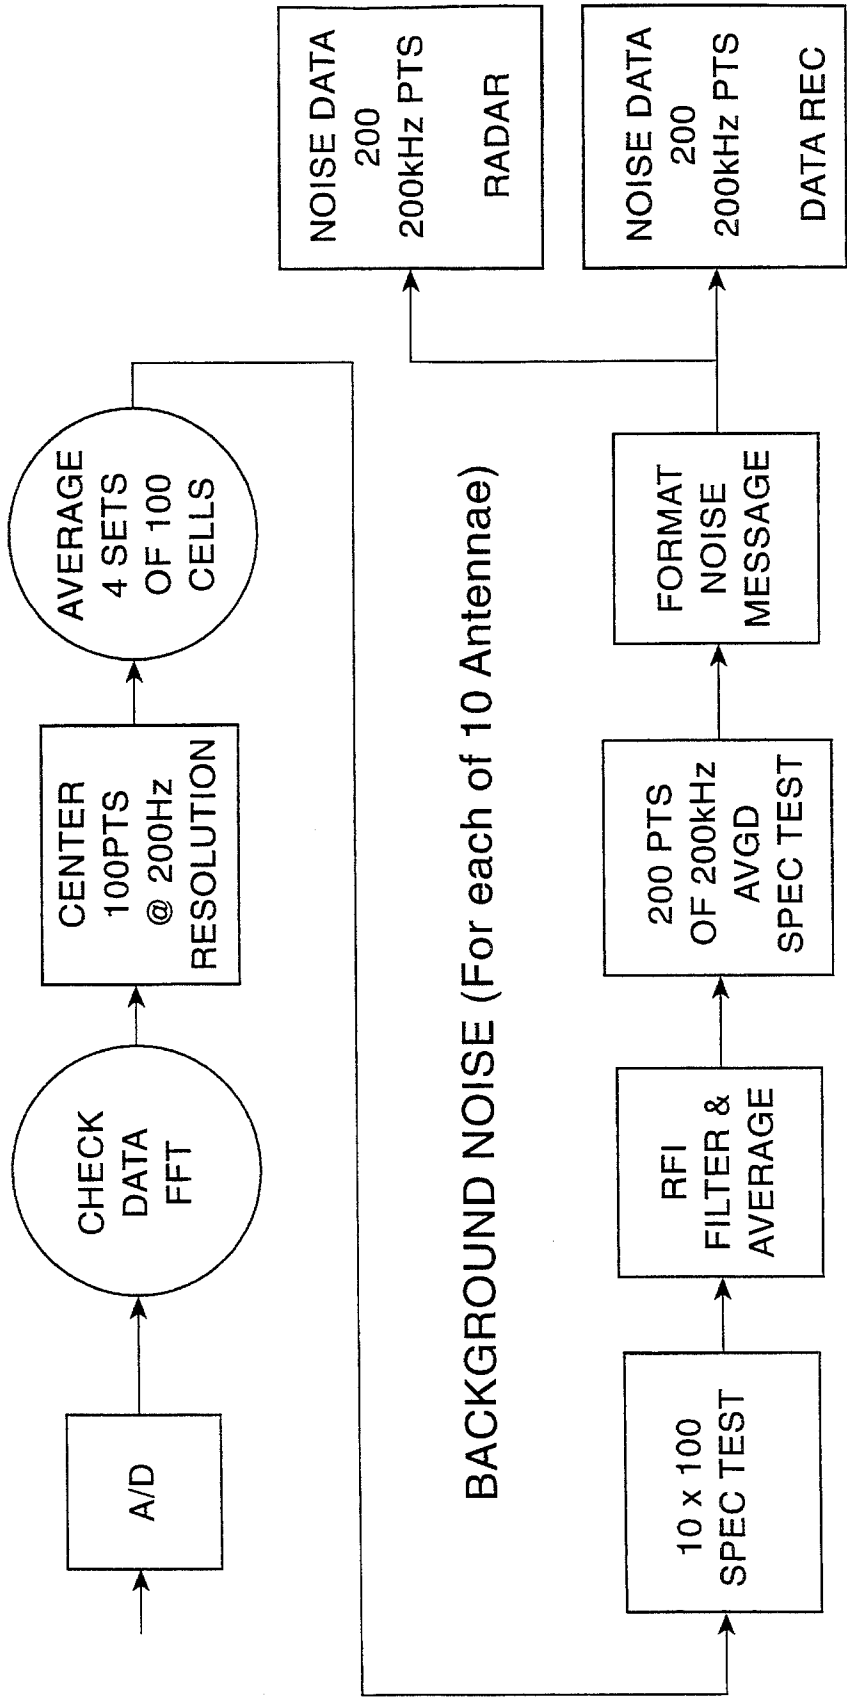 A/D
CHECK
DATA
FFT
CENTER
100PTS
@ 200Hz
RESOLUTION
AVERAGE
4 SETS
OF 100
CELLS
BACKGROUND NOISE (For each of 10 Antennae)
10 x 100
SPEC TEST
RFI
FILTER &
AVERAGE
200 PTS
OF 200kHz
AVGD
SPEC TEST
FORMAT
NOISE
MESSAGE
NOISE DATA
200
200kHz PTS
RADAR
NOISE DATA
200
200kHz PTS
DATA REC